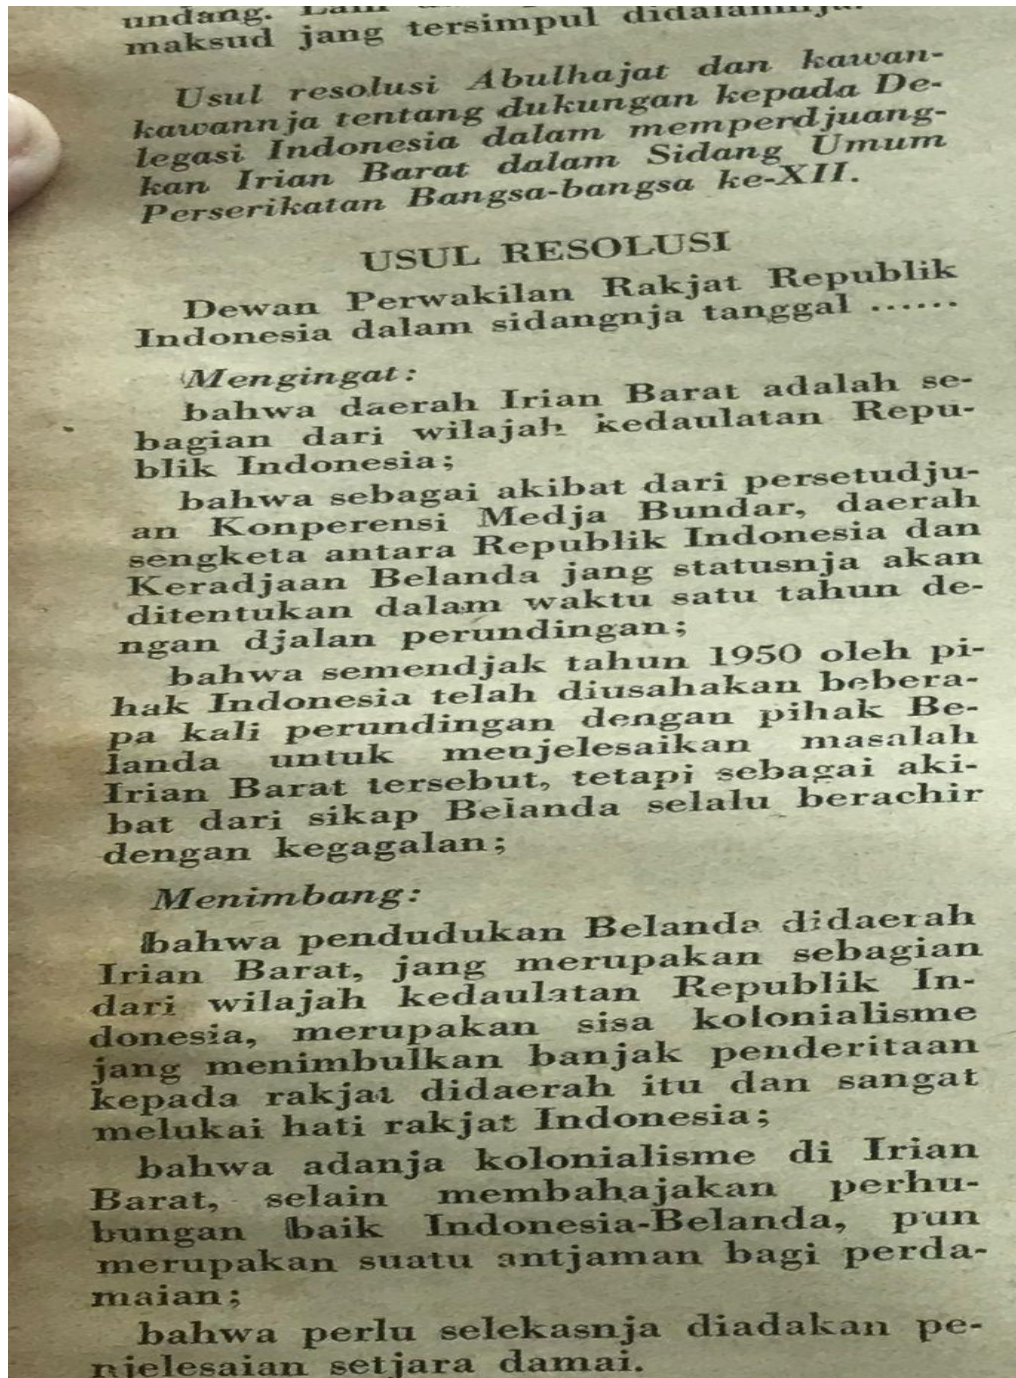 undang.
maksud jang tersimpul didalamnja.
Usul resolusi Abulhajat dan kawan-
kawannja tentang dukungan kepada De-
legasi Indonesia dalam memperdjuang-
kan Irian Barat dalam Sidang Umum
Perserikatan Bangsa-bangsa ke-XII.
USUL RESOLUSI
Dewan Perwakilan Rakjat Republik
Indonesia dalam sidangnja tanggal ......
Mengingat:
bahwa daerah Irian Barat adalah se-
bagian dari wilajah kedaulatan Repu-
blik Indonesia;
bahwa sebagai akibat dari persetudju-
an Konperensi Medja Bundar, daerah
sengketa antara Republik Indonesia dan
Keradjaan Belanda jang statusnja akan
ditentukan dalam waktu satu tahun de-
ngan djalan perundingan;
bahwa semendjak tahun 1950 oleh pi-
hak Indonesia telah diusahakan bebera-
pa kali perundingan dengan pihak Be-
landa untuk menjelesaikan masalah
Irian Barat tersebut, tetapi sebagai aki-
bat dari sikap Belanda selalu berachir
dengan kegagalan;
Menimbang:
bahwa pendudukan Belanda didaerah
Irian Barat, jang merupakan sebagian
dari wilajah kedaulatan Republik In-
donesia, merupakan sisa kolonialisme
jang menimbulkan banjak penderitaan
kepada rakjat didaerah itu dan sangat
melukai hati rakjat Indonesia;
bahwa adanja kolonialisme di Irian
Barat, selain membahajakan perhu-
bungan baik Indonesia-Belanda, pun
merupakan suatu antjaman bagi perda-
maian;
bahwa perlu selekasnja diadakan pe-
njelesaian setjara damai.